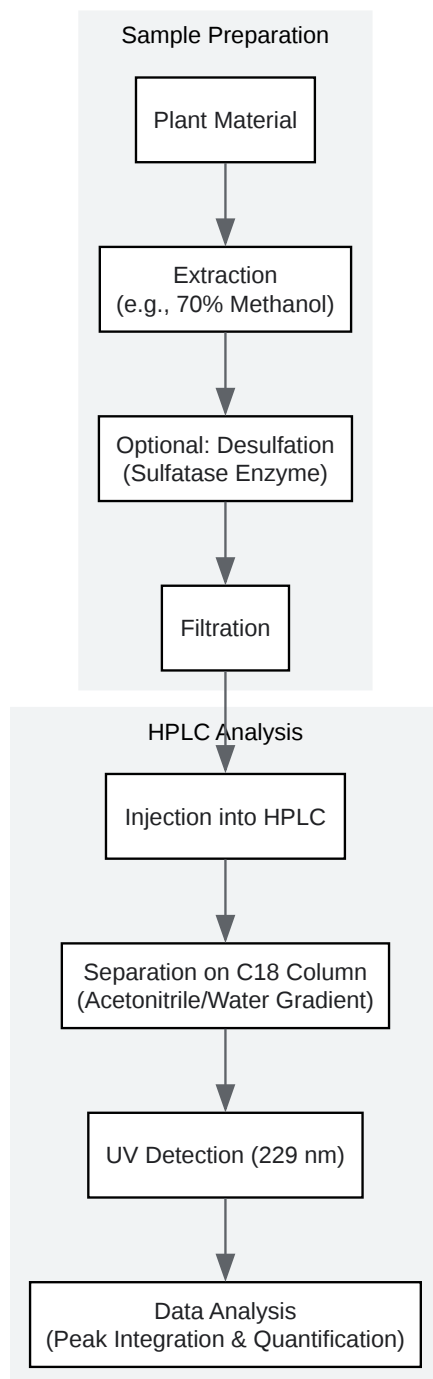 Sample Preparation
Plant Material
Extraction
(e.g., 70% Methanol)
Optional: Desulfation
(Sulfatase Enzyme)
Filtration
HPLC Analysis
Injection into HPLC
Separation on C18 Column
(Acetonitrile/Water Gradient)
UV Detection (229 nm)
Data Analysis
(Peak Integration & Quantification)